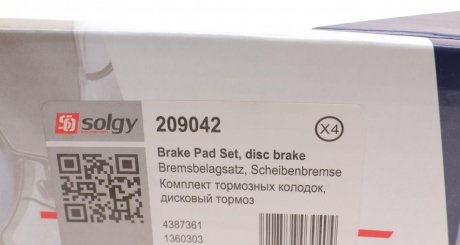 solgy
209042
X4
Brake Pad Set, disc brake
Bremsbelagsatz, Scheibenbremse
Комплект тормозных колодок,
дисковый тормоз
4387361
1360303